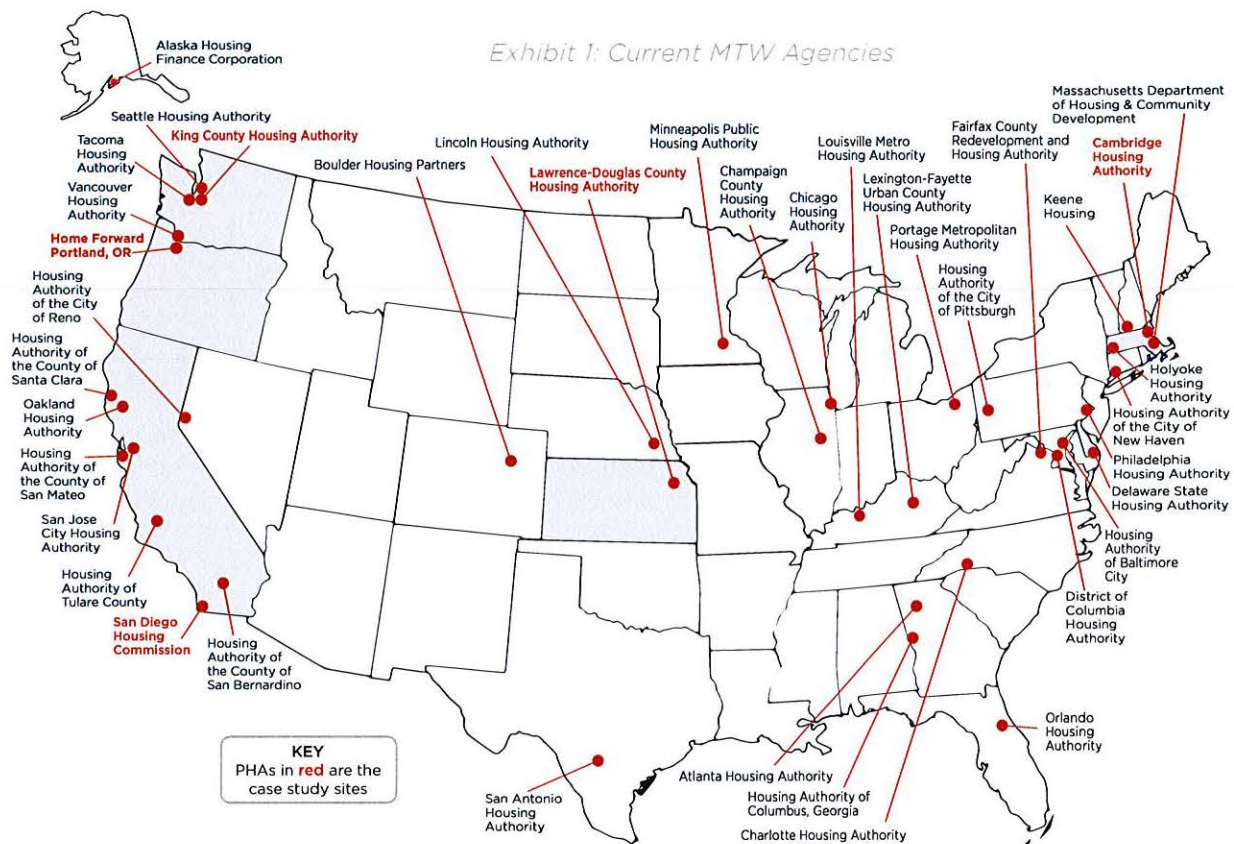 Exhibit 1: Current MTW Agencies
Alaska Housing
Finance Corporation
Seattle Housing Authority
King County Housing Authority
Tacoma
Housing
Authority
Vancouver
Housing
Authority
Home Forward
Portland, OR
Housing
Authority
of the City
of Reno
Housing
Authority of
the County of
Santa Clara
Oakland
Housing
Authority
Housing
Authority of
the County of
San Mateo
San Jose
City Housing
Authority
Housing
Authority of
Tulare County
San Diego
Housing
Commission
Housing
Authority of
the County of
San Bernardino
Boulder Housing Partners
Lincoln Housing Authority
Lawrence-Douglas County
Housing Authority
Minneapolis Public
Housing Authority
Champaign
County
Housing
Authority
Chicago
Housing
Authority
Louisville Metro
Housing Authority
Lexington-Fayette
Urban County
Housing Authority
Portage Metropolitan
Housing Authority
Housing
Authority
of the City
of Pittsburgh
Fairfax County
Redevelopment and
Housing Authority
Massachusetts Department
of Housing & Community
Development
Cambridge
Housing
Authority
Keene
Housing
Holyoke
Housing
Authority
Housing Authority
of the City of
New Haven
Philadelphia
Housing Authority
Delaware State
Housing Authority
Housing
Authority
of Baltimore
City
District of
Columbia
Housing
Authority
Orlando
Housing
Authority
Atlanta Housing Authority
Housing Authority of
Columbus, Georgia
Charlotte Housing Authority
San Antonio
Housing
Authority
KEY
PHAs in red are the
case study sites